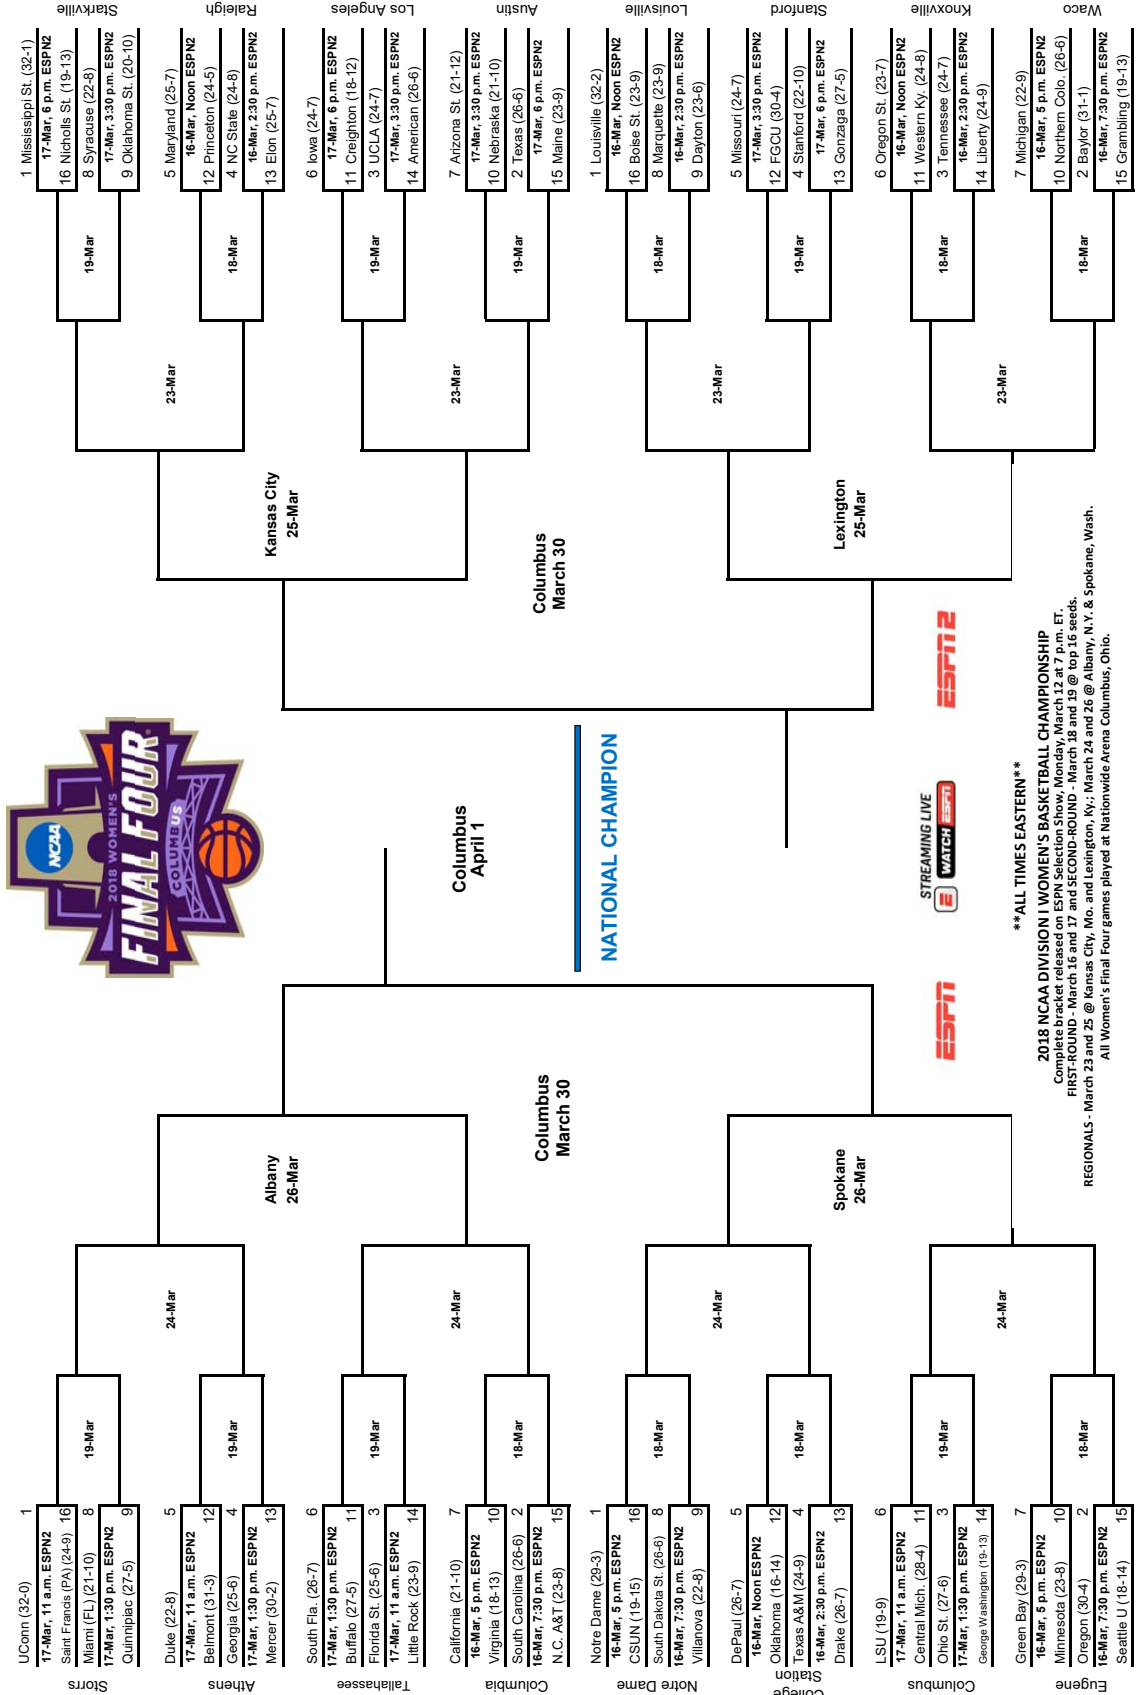 Storrs
UConn (32-0) 1
17-Mar, 11 a.m. ESPN2
Saint Francis (PA) (24-9) 16
Miami (FL) (21-10) 8
17-Mar, 1:30 p.m. ESPN2
Quinnipiac (27-5) 9
19-Mar
Athens
Duke (22-8) 5
17-Mar, 11 a.m. ESPN2
Belmont (31-3) 12
Georgia (25-6) 4
17-Mar, 1:30 p.m. ESPN2
Mercer (30-2) 13
19-Mar
24-Mar
Tallahassee
South Fla. (26-7) 6
17-Mar, 1:30 p.m. ESPN2
Buffalo (27-5) 11
Florida St. (25-6) 3
17-Mar, 11 a.m. ESPN2
Little Rock (23-9) 14
19-Mar
Columbia
California (21-10) 7
16-Mar, 5 p.m. ESPN2
Virginia (18-13) 10
South Carolina (26-6) 2
16-Mar, 7:30 p.m. ESPN2
N.C. A&T (23-8) 15
18-Mar
24-Mar
Albany
26-Mar
Notre Dame
Notre Dame (29-3) 1
16-Mar, 5 p.m. ESPN2
CSUN (19-15) 16
South Dakota St. (26-6) 8
16-Mar, 7:30 p.m. ESPN2
Villanova (22-8) 9
18-Mar
College
Station
DePaul (26-7) 5
16-Mar, Noon ESPN2
Oklahoma (16-14) 12
Texas A&M (24-9) 4
16-Mar, 2:30 p.m. ESPN2
Drake (26-7) 13
18-Mar
24-Mar
Columbus
LSU (19-9) 6
17-Mar, 11 a.m. ESPN2
Central Mich. (28-4) 11
Ohio St. (27-6) 3
17-Mar, 1:30 p.m. ESPN2
George Washington (19-13) 14
19-Mar
Eugene
Green Bay (29-3) 7
16-Mar, 5 p.m. ESPN2
Minnesota (23-8) 10
Oregon (30-4) 2
16-Mar, 7:30 p.m. ESPN2
Seattle U (18-14) 15
18-Mar
24-Mar
Spokane
26-Mar
Columbus
March 30
NCAA
2018 WOMEN'S
FINAL FOUR
COLUMBUS
Columbus
April 1
NATIONAL CHAMPION
Columbus
March 30
Starkville
1 Mississippi St. (32-1)
17-Mar, 6 p.m. ESPN2
16 Nicholls St. (19-13)
8 Syracuse (22-8)
17-Mar, 3:30 p.m. ESPN2
9 Oklahoma St. (20-10)
19-Mar
Raleigh
5 Maryland (25-7)
16-Mar, Noon ESPN2
12 Princeton (24-5)
4 NC State (24-8)
16-Mar, 2:30 p.m. ESPN2
13 Elon (25-7)
18-Mar
23-Mar
Los Angeles
6 Iowa (24-7)
17-Mar, 6 p.m. ESPN2
11 Creighton (18-12)
3 UCLA (24-7)
17-Mar, 3:30 p.m. ESPN2
14 American (26-6)
19-Mar
Austin
7 Arizona St. (21-12)
17-Mar, 3:30 p.m. ESPN2
10 Nebraska (21-10)
2 Texas (26-6)
17-Mar, 6 p.m. ESPN2
15 Maine (23-9)
19-Mar
23-Mar
Kansas City
25-Mar
Louisville
1 Louisville (32-2)
16-Mar, Noon ESPN2
16 Boise St. (23-9)
8 Marquette (23-9)
16-Mar, 2:30 p.m. ESPN2
9 Dayton (23-6)
18-Mar
Stanford
5 Missouri (24-7)
17-Mar, 3:30 p.m. ESPN2
12 FGCU (30-4)
4 Stanford (22-10)
17-Mar, 6 p.m. ESPN2
13 Gonzaga (27-5)
19-Mar
23-Mar
Knoxville
6 Oregon St. (23-7)
16-Mar, Noon ESPN2
11 Western Ky. (24-8)
3 Tennessee (24-7)
16-Mar, 2:30 p.m. ESPN2
14 Liberty (24-9)
18-Mar
Waco
7 Michigan (22-9)
16-Mar, 5 p.m. ESPN2
10 Northern Colo. (26-6)
2 Baylor (31-1)
16-Mar, 7:30 p.m. ESPN2
15 Grambling (19-13)
18-Mar
23-Mar
Lexington
25-Mar
ESPN
STREAMING LIVE
E WATCH ESPN
ESPN2
**ALL TIMES EASTERN**
2018 NCAA DIVISION I WOMEN'S BASKETBALL CHAMPIONSHIP
Complete bracket released on ESPN Selection Show, Monday, March 12 at 7 p.m. ET.
FIRST-ROUND - March 16 and 17 and SECOND-ROUND - March 18 and 19 @ top 16 seeds.
REGIONALS - March 23 and 25 @ Kansas City, Mo. and Lexington, Ky.; March 24 and 26 @ Albany, N.Y. & Spokane, Wash.
All Women's Final Four games played at Nationwide Arena Columbus, Ohio.